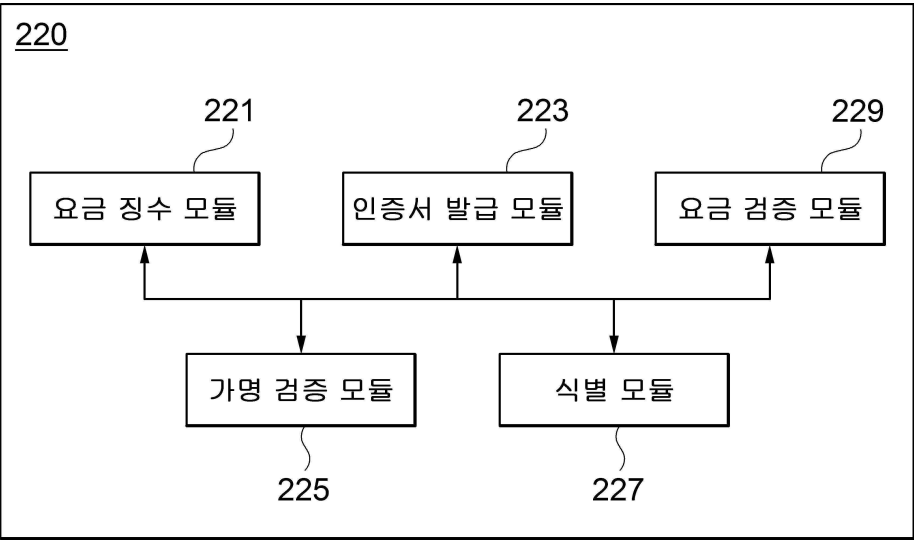 220
221
223
229
요금 징수 모듈
인증서 발급 모듈
요금 검증 모듈
가명 검증 모듈
식별 모듈
225
227